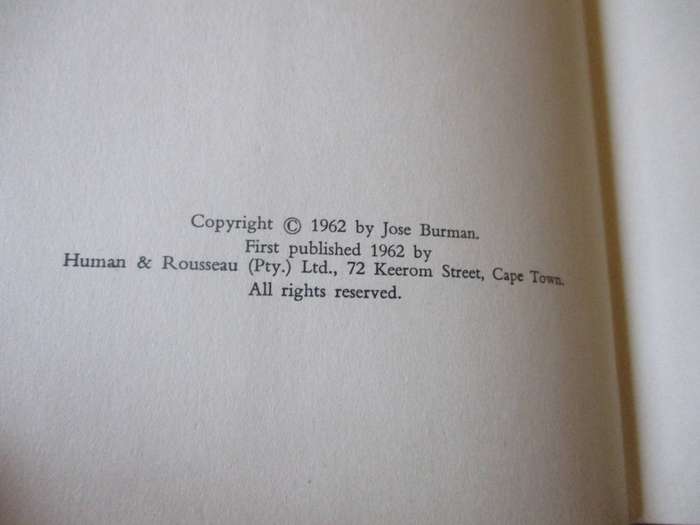 Copyright © 1962 by Jose Burman.
First published 1962 by
Human & Rousseau (Pty.) Ltd., 72 Keerom Street, Cape Town.
All rights reserved.